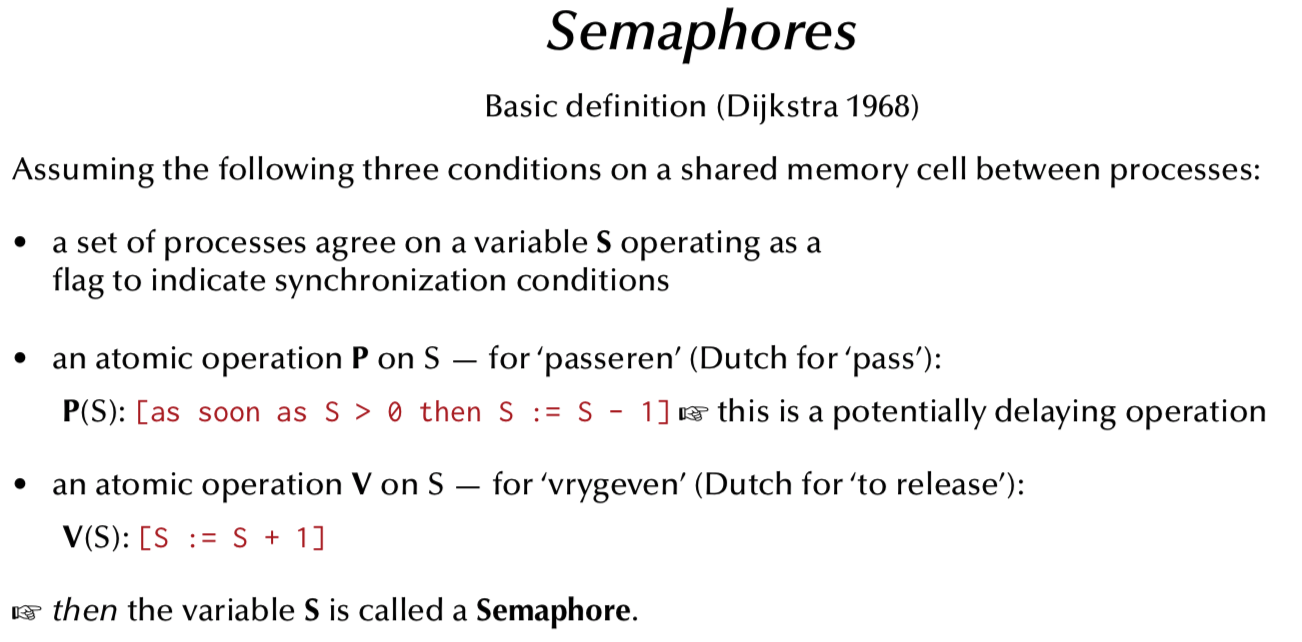 Semaphores
Basic definition (Dijkstra 1968)
Assuming the following three conditions on a shared memory cell between processes:
• a set of processes agree on a variable S operating as a
flag to indicate synchronization conditions
• an atomic operation P on S — for ‘passeren’ (Dutch for ‘pass’):
P(S): [as soon as S > 0 then S := S - 1] ☞ this is a potentially delaying operation
• an atomic operation V on S — for ‘vrygeven’ (Dutch for ‘to release’):
V(S): [S := S + 1]
☞ then the variable S is called a Semaphore.